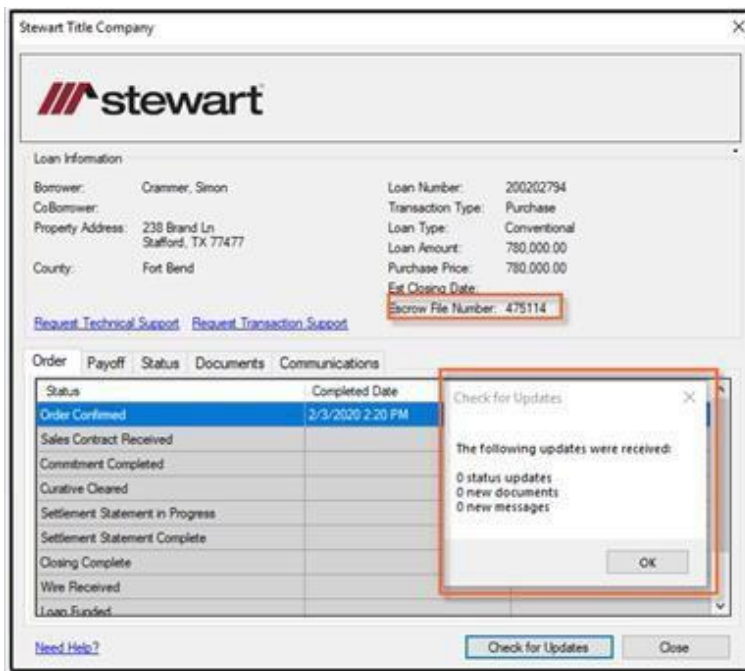 Stewart Title Company
stewart
Loan Information
Borrower: Crammer, Simon
CoBorrower:
Property Address: 238 Brand Ln
Stafford, TX 77477
County: Fort Bend
Loan Number: 200202794
Transaction Type: Purchase
Loan Type: Conventional
Loan Amount: 780,000.00
Purchase Price: 780,000.00
Est Closing Date:
Escrow File Number: 475114
Request Technical Support Request Transaction Support
Order Payoff Status Documents Communications
Status Completed Date
Order Confirmed 2/3/2020 2:20 PM
Sales Contract Received
Commitment Completed
Curative Cleared
Settlement Statement in Progress
Settlement Statement Complete
Closing Complete
Wire Received
Loan Funded
Check for Updates
The following updates were received:
0 status updates
0 new documents
0 new messages
OK
Need Help? Check for Updates Close